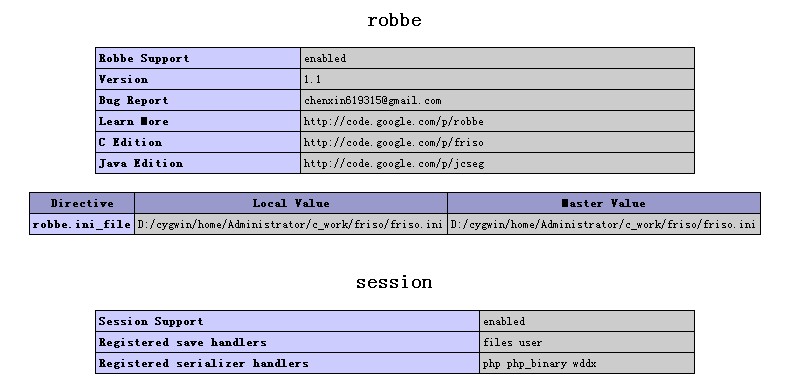 robbe
Robbe Support enabled
Version 1.1
Bug Report chenxin619315@gmail.com
Learn More http://code.google.com/p/robbe
C Edition http://code.google.com/p/friso
Java Edition http://code.google.com/p/jcseg
Directive Local Value Master Value
robbe.ini_file D:/cygwin/home/Administrator/c_work/friso/friso.ini D:/cygwin/home/Administrator/c_work/friso/friso.ini
session
Session Support enabled
Registered save handlers files user
Registered serializer handlers php php_binary wddx